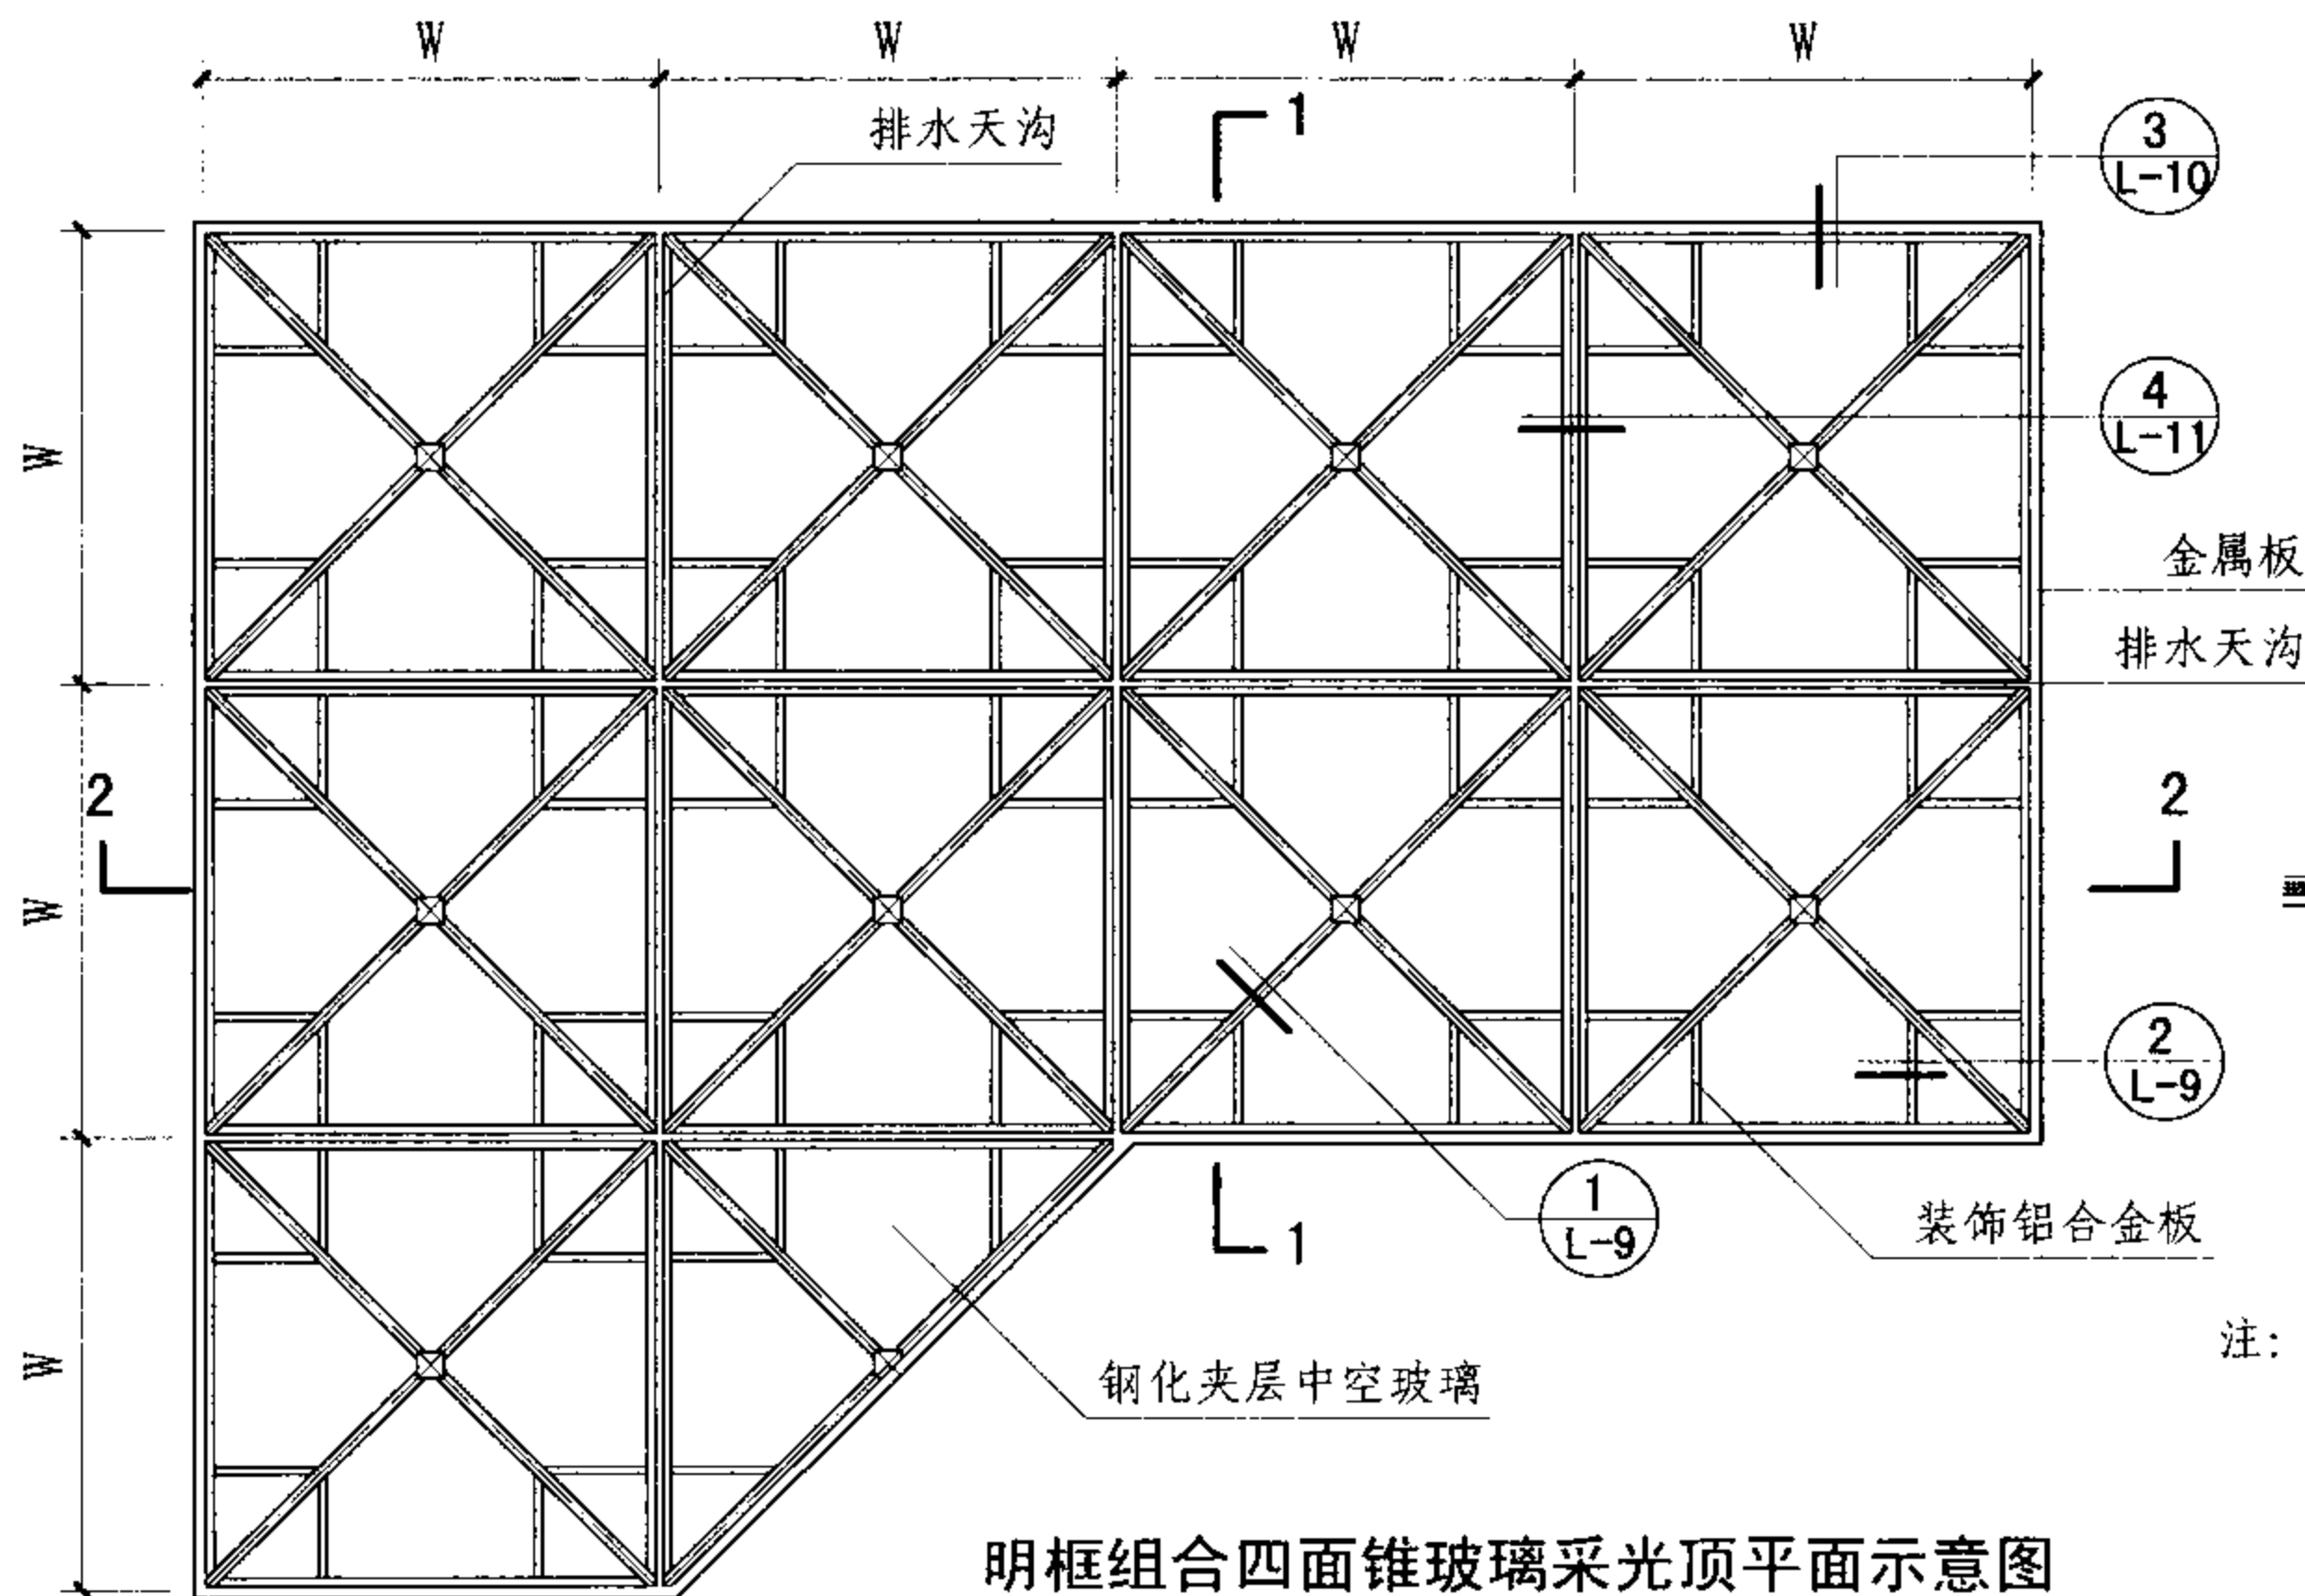 W W W W
排水天沟
1
3
L-10
W
4
L-11
金属板
排水天沟
2
2
W
2
L-9
1
L-9
1
装饰铝合金板
注:
W
钢化夹层中空玻璃
明框组合四面锥玻璃采光顶平面示意图